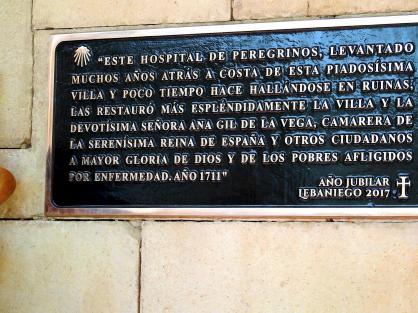 "ESTE HOSPITAL DE PEREGRINOS, LEVANTADO
MUCHOS AÑOS ATRÁS A COSTA DE ESTA PIADOSÍSIMA
VILLA Y POCO TIEMPO HACE HALLÁNDOSE EN RUINAS,
LAS RESTAURÓ MÁS ESPLÉNDIDAMENTE LA VILLA Y LA
DEVOTÍSIMA SEÑORA ANA GIL DE LA VEGA, CAMARERA DE
LA SERENÍSIMA REINA DE ESPAÑA Y OTROS CIUDADANOS
A MAYOR GLORIA DE DIOS Y DE LOS POBRES AFLIGIDOS
POR ENFERMEDAD. AÑO 1711"
AÑO JUBILAR
LEBANIEGO 2017